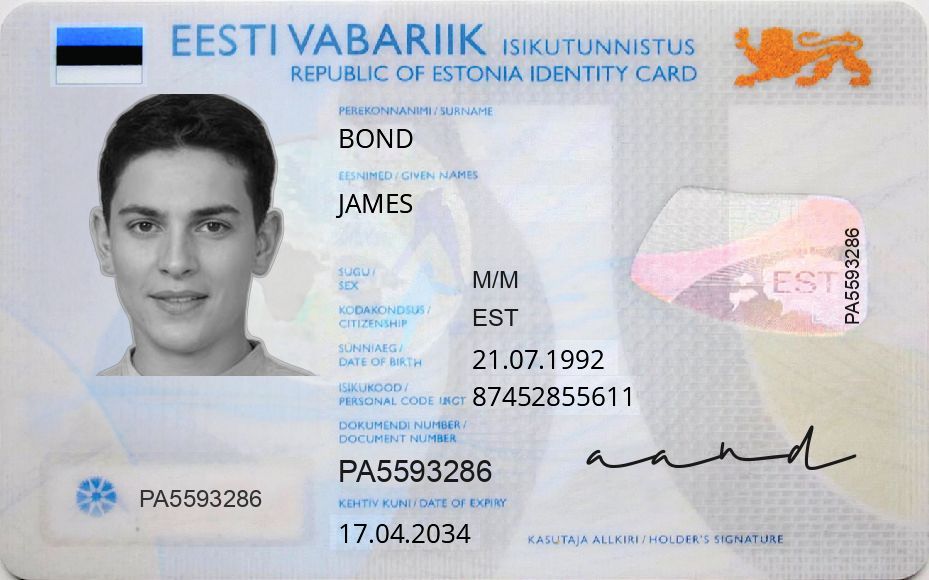 EESTI VABARIIK ISIKUTUNNISTUS
REPUBLIC OF ESTONIA IDENTITY CARD
PEREKONNANIMI / SURNAME
BOND
EESNIMED / GIVEN NAMES
JAMES
SUGU /
SEX
M/M
KODAKONDSUS /
CITIZENSHIP
EST
SÜNNIAEG /
DATE OF BIRTH
21.07.1992
ISIKUKOOD /
PERSONAL CODE
87452855611
DOKUMENDI NUMBER /
DOCUMENT NUMBER
PA5593286
KEHTIV KUNI / DATE OF EXPIRY
17.04.2034
PA5593286
EST
PA5593286
KASUTAJA ALLKIRI / HOLDER'S SIGNATURE